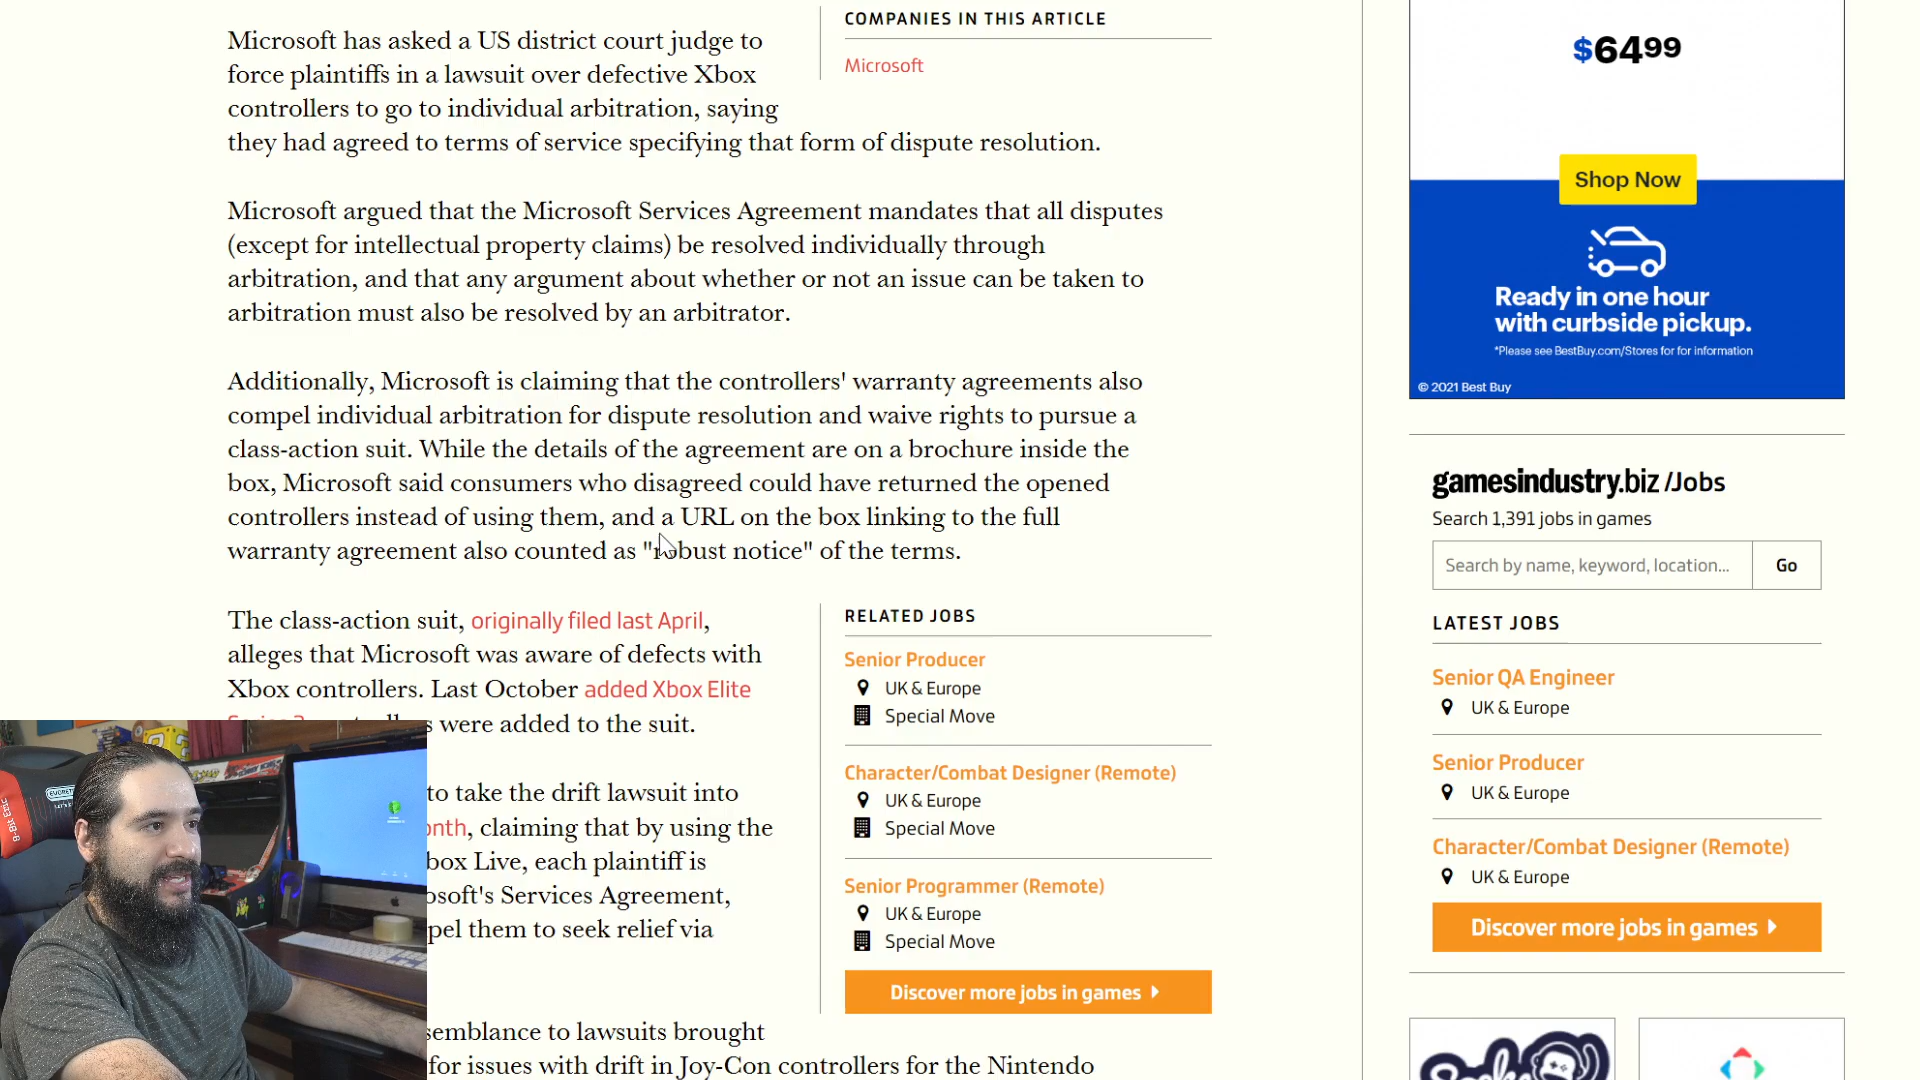 Microsoft has asked a US district court judge to
force plaintiffs in a lawsuit over defective Xbox
controllers to go to individual arbitration, saying
they had agreed to terms of service specifying that form of dispute resolution.
Microsoft argued that the Microsoft Services Agreement mandates that all disputes
(except for intellectual property claims) be resolved individually through
arbitration, and that any argument about whether or not an issue can be taken to
arbitration must also be resolved by an arbitrator.
Additionally, Microsoft is claiming that the controllers' warranty agreements also
compel individual arbitration for dispute resolution and waive rights to pursue a
class-action suit. While the details of the agreement are on a brochure inside the
box, Microsoft said consumers who disagreed could have returned the opened
controllers instead of using them, and a URL on the box linking to the full
warranty agreement also counted as "robust notice" of the terms.
The class-action suit, originally filed last April,
alleges that Microsoft was aware of defects with
Xbox controllers. Last October added Xbox Elite
were added to the suit.
to take the drift lawsuit into
onth, claiming that by using the
box Live, each plaintiff is
osoft's Services Agreement,
pel them to seek relief via
semblance to lawsuits brought
for issues with drift in Joy-Con controllers for the Nintendo
COMPANIES IN THIS ARTICLE
Microsoft
RELATED JOBS
Senior Producer
UK & Europe
Special Move
Character/Combat Designer (Remote)
UK & Europe
Special Move
Senior Programmer (Remote)
UK & Europe
Special Move
Discover more jobs in games
$6499
Shop Now
Ready in one hour
with curbside pickup.
*Please see BestBuy.com/Stores for for information
© 2021 Best Buy
gamesindustry.biz /Jobs
Search 1,391 jobs in games
Search by name, keyword, location...
Go
LATEST JOBS
Senior QA Engineer
UK & Europe
Senior Producer
UK & Europe
Character/Combat Designer (Remote)
UK & Europe
Discover more jobs in games